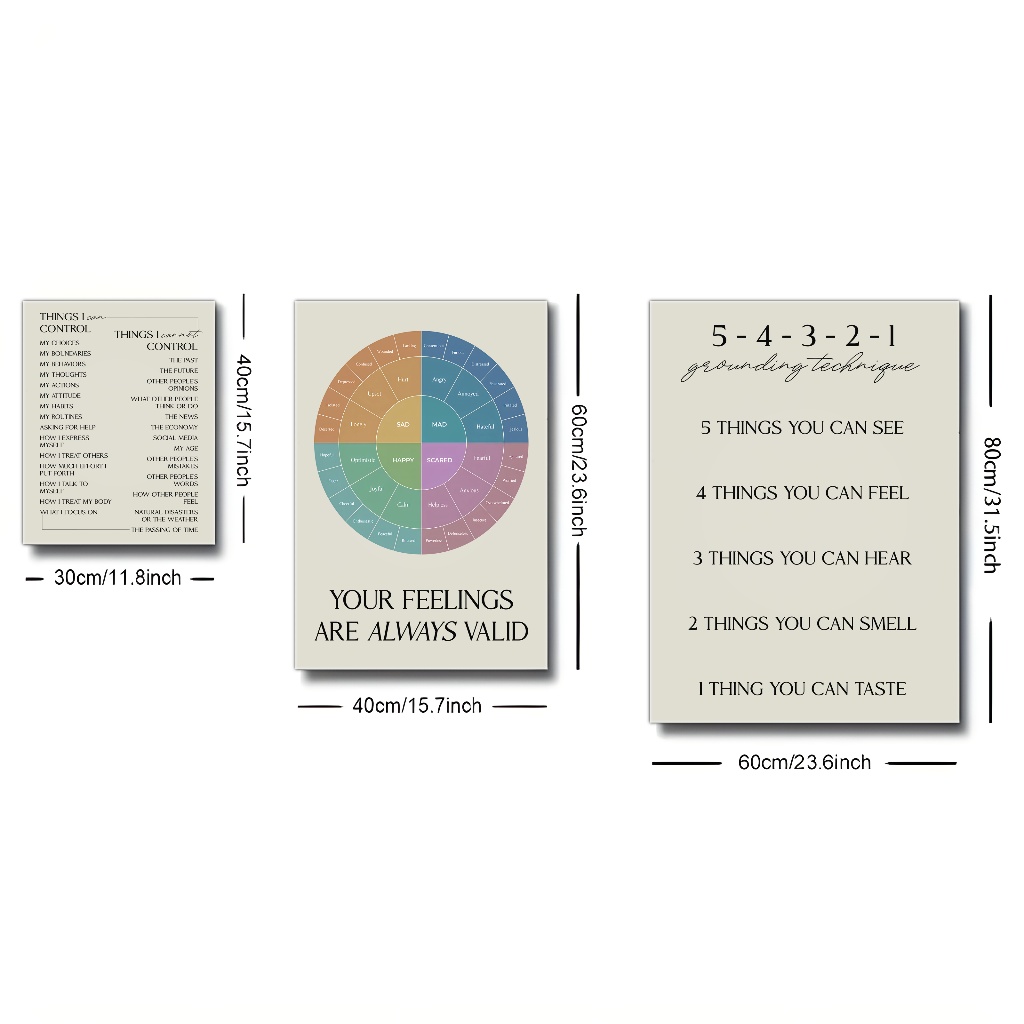 THINGS I can
CONTROL
MY CHOICES
MY BOUNDARIES
MY BEHAVIORS
MY THOUGHTS
MY ACTIONS
MY ATTITUDE
MY HABITS
MY ROUTINES
ASKING FOR HELP
HOW I EXPRESS
MYSELF
HOW I TREAT OTHERS
HOW MUCH EFFORT I
PUT FORTH
HOW I TALK TO
MYSELF
HOW I TREAT MY BODY
WHAT I FOCUS ON
THINGS I can not
CONTROL
THE PAST
THE FUTURE
OTHER PEOPLE'S
OPINIONS
WHAT OTHER PEOPLE
THINK OR DO
THE NEWS
THE ECONOMY
SOCIAL MEDIA
MY AGE
OTHER PEOPLE'S
MISTAKES
OTHER PEOPLE'S
WORDS
HOW OTHER PEOPLE
FEEL
NATURAL DISASTERS
OR THE WEATHER
THE PASSING OF TIME
40cm/15.7inch
30cm/11.8inch
Hurt
Angry
Upset
Annoyed
Lonely
SAD
MAD
Hateful
Optimistic
HAPPY
SCARED
Fearful
Joyful
Anxious
Calm
Helpless
YOUR FEELINGS
ARE ALWAYS VALID
60cm/23.6inch
40cm/15.7inch
5 - 4 - 3 - 2 - 1
grounding technique
5 THINGS YOU CAN SEE
4 THINGS YOU CAN FEEL
3 THINGS YOU CAN HEAR
2 THINGS YOU CAN SMELL
1 THING YOU CAN TASTE
80cm/31.5inch
60cm/23.6inch